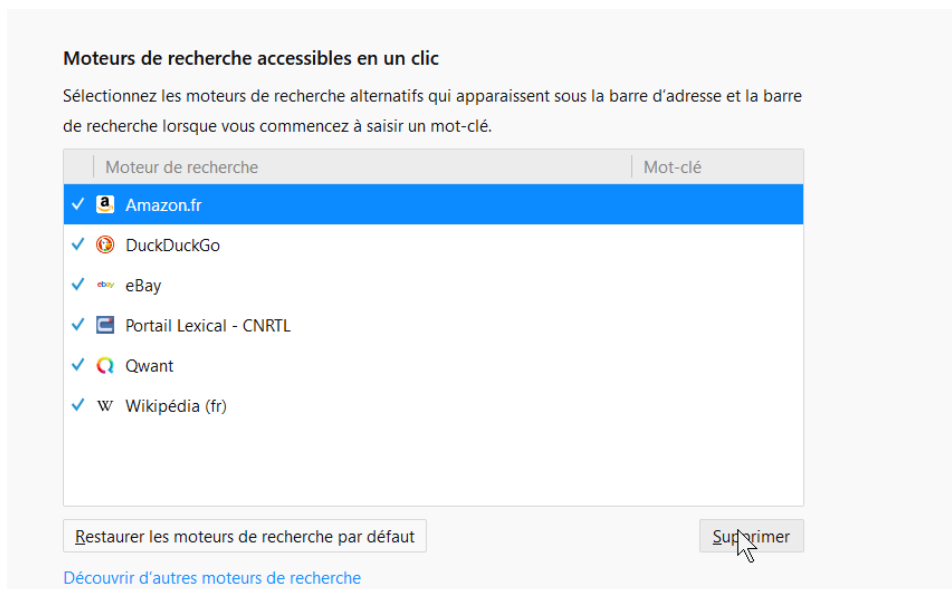 Moteurs de recherche accessibles en un clic
Sélectionnez les moteurs de recherche alternatifs qui apparaissent sous la barre d’adresse et la barre
de recherche lorsque vous commencez à saisir un mot-clé.
Moteur de recherche Mot-clé
a Amazon.fr
DuckDuckGo
ebay eBay
Portail Lexical - CNRTL
Qwant
W Wikipédia (fr)
Restaurer les moteurs de recherche par défaut Supprimer
Découvrir d’autres moteurs de recherche